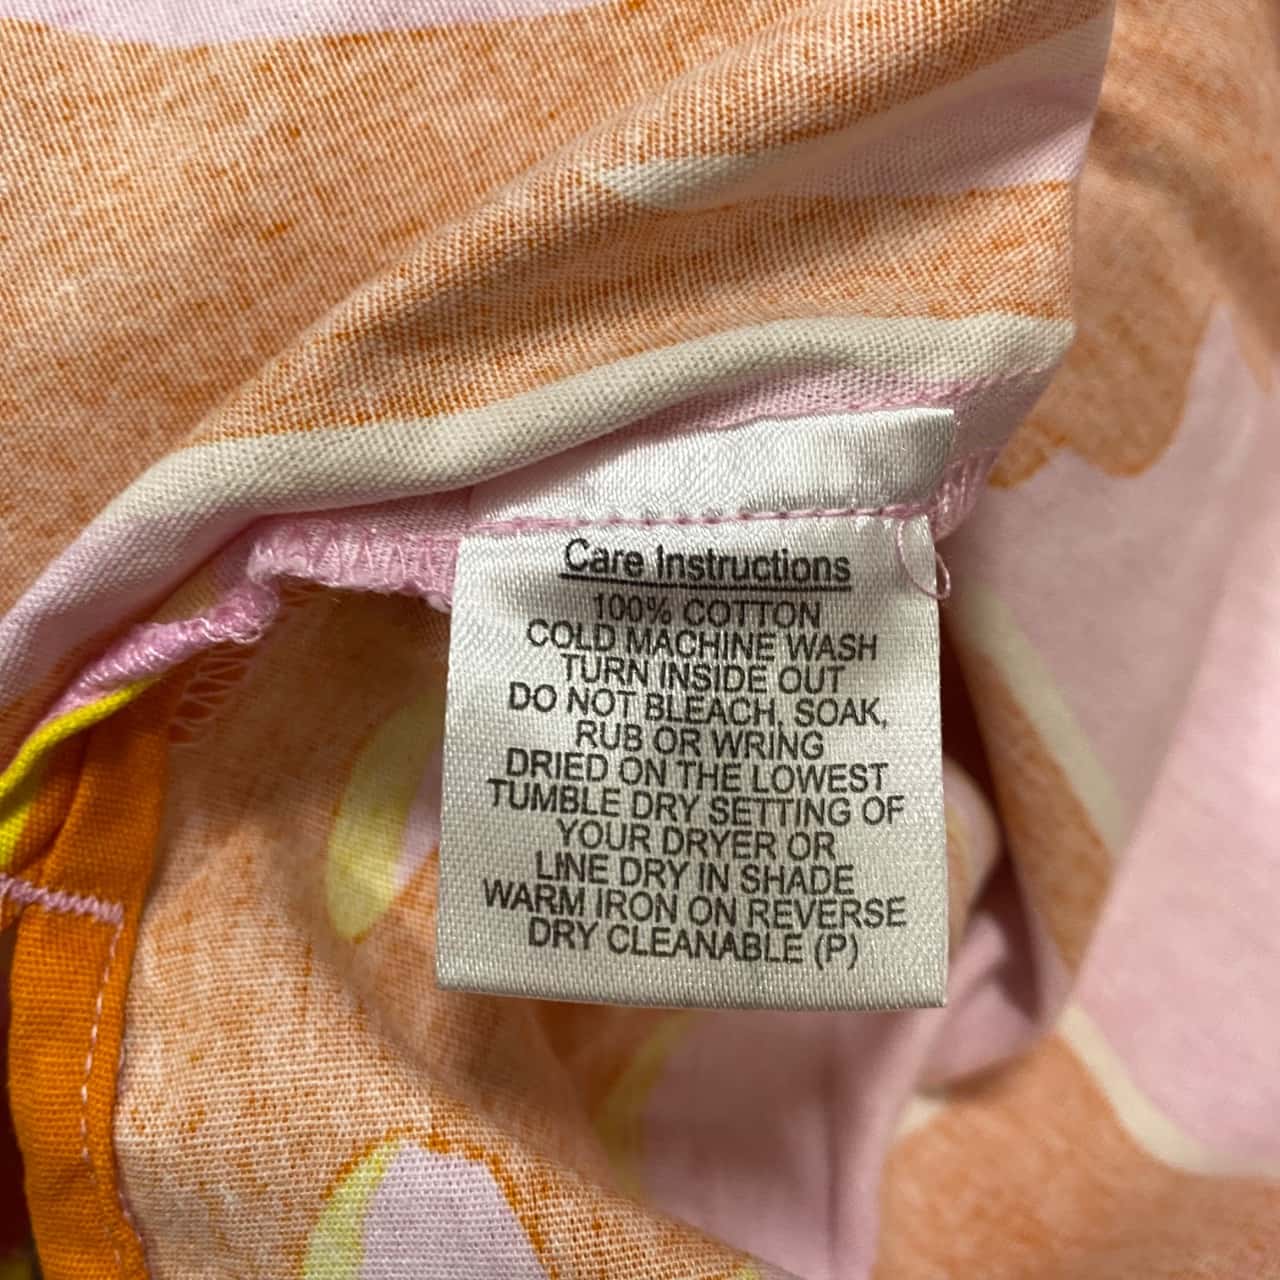 Care Instructions
100% COTTON
COLD MACHINE WASH
TURN INSIDE OUT
DO NOT BLEACH, SOAK,
RUB OR WRING
DRIED ON THE LOWEST
TUMBLE DRY SETTING OF
YOUR DRYER OR
LINE DRY IN SHADE
WARM IRON ON REVERSE
DRY CLEANABLE (P)